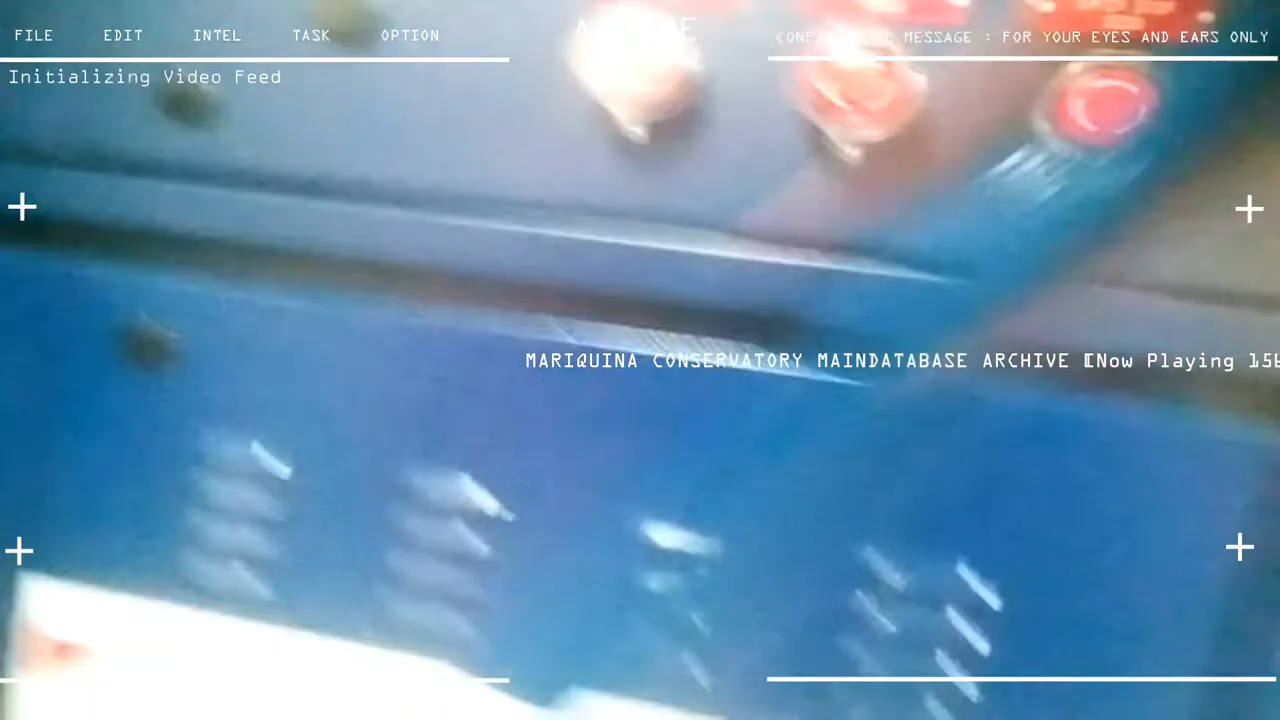 FILE EDIT INTEL TASK OPTION
MESSAGE : FOR YOUR EYES AND EARS ONLY
Initializing Video Feed
MARIQUINA CONSERVATORY MAINDATABASE ARCHIVE [Now Playing